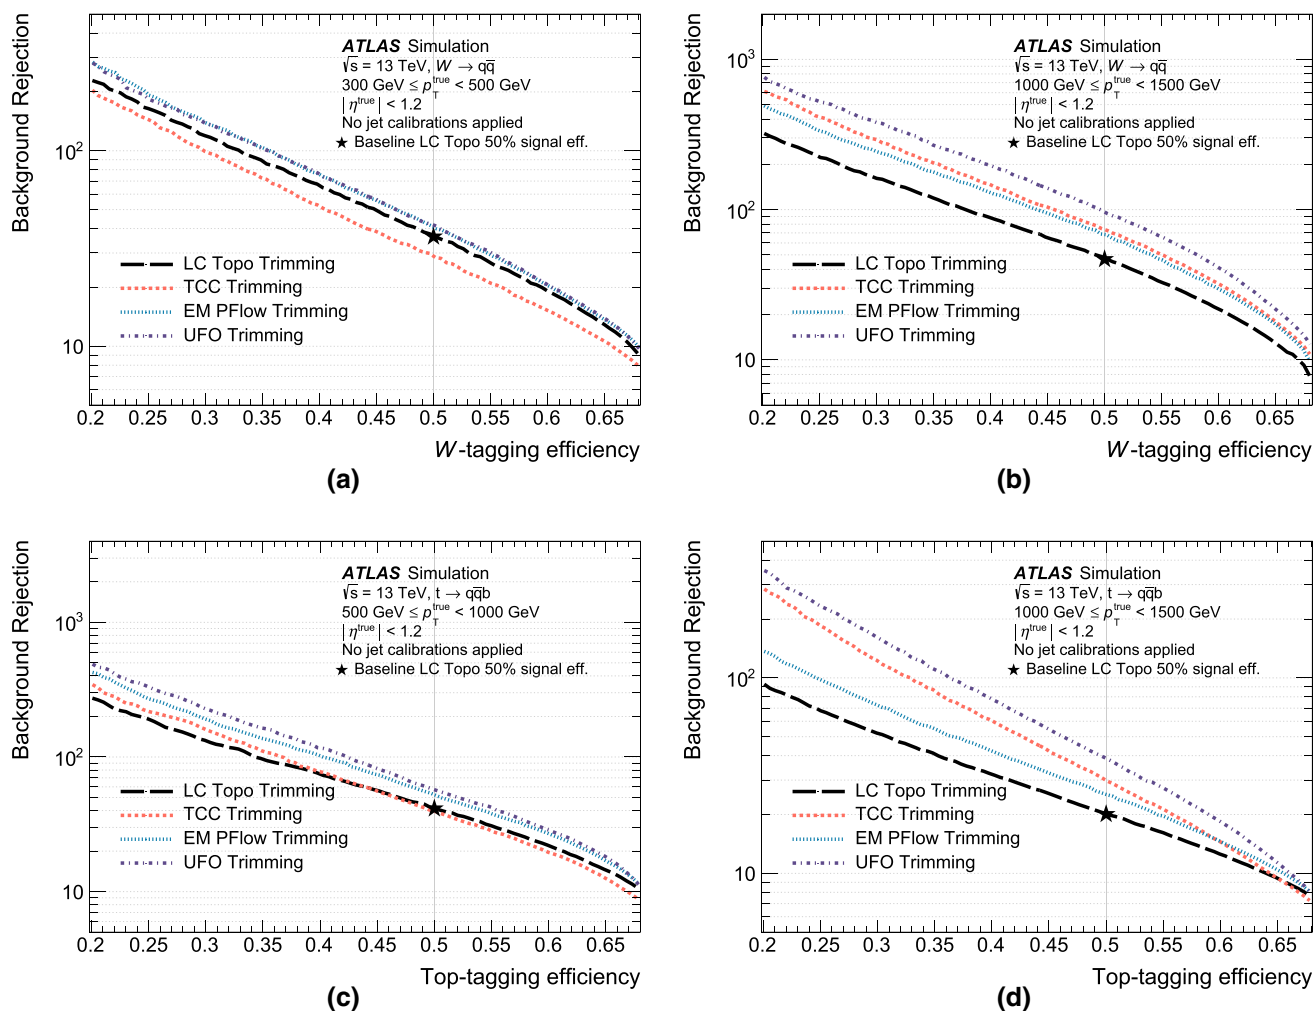 Background Rejection
10²
10
ATLAS Simulation
√s = 13 TeV, W → qq̅
300 GeV ≤ p_T^true < 500 GeV
|η^true| < 1.2
No jet calibrations applied
★ Baseline LC Topo 50% signal eff.
LC Topo Trimming
TCC Trimming
EM PFlow Trimming
UFO Trimming
0.2 0.25 0.3 0.35 0.4 0.45 0.5 0.55 0.6 0.65
W-tagging efficiency
(a)
Background Rejection
10³
10²
10
ATLAS Simulation
√s = 13 TeV, W → qq̅
1000 GeV ≤ p_T^true < 1500 GeV
|η^true| < 1.2
No jet calibrations applied
★ Baseline LC Topo 50% signal eff.
LC Topo Trimming
TCC Trimming
EM PFlow Trimming
UFO Trimming
0.2 0.25 0.3 0.35 0.4 0.45 0.5 0.55 0.6 0.65
W-tagging efficiency
(b)
Background Rejection
10³
10²
10
ATLAS Simulation
√s = 13 TeV, t → qq̅b
500 GeV ≤ p_T^true < 1000 GeV
|η^true| < 1.2
No jet calibrations applied
★ Baseline LC Topo 50% signal eff.
LC Topo Trimming
TCC Trimming
EM PFlow Trimming
UFO Trimming
0.2 0.25 0.3 0.35 0.4 0.45 0.5 0.55 0.6 0.65
Top-tagging efficiency
(c)
Background Rejection
10²
10
ATLAS Simulation
√s = 13 TeV, t → qq̅b
1000 GeV ≤ p_T^true < 1500 GeV
|η^true| < 1.2
No jet calibrations applied
★ Baseline LC Topo 50% signal eff.
LC Topo Trimming
TCC Trimming
EM PFlow Trimming
UFO Trimming
0.2 0.25 0.3 0.35 0.4 0.45 0.5 0.55 0.6 0.65
Top-tagging efficiency
(d)